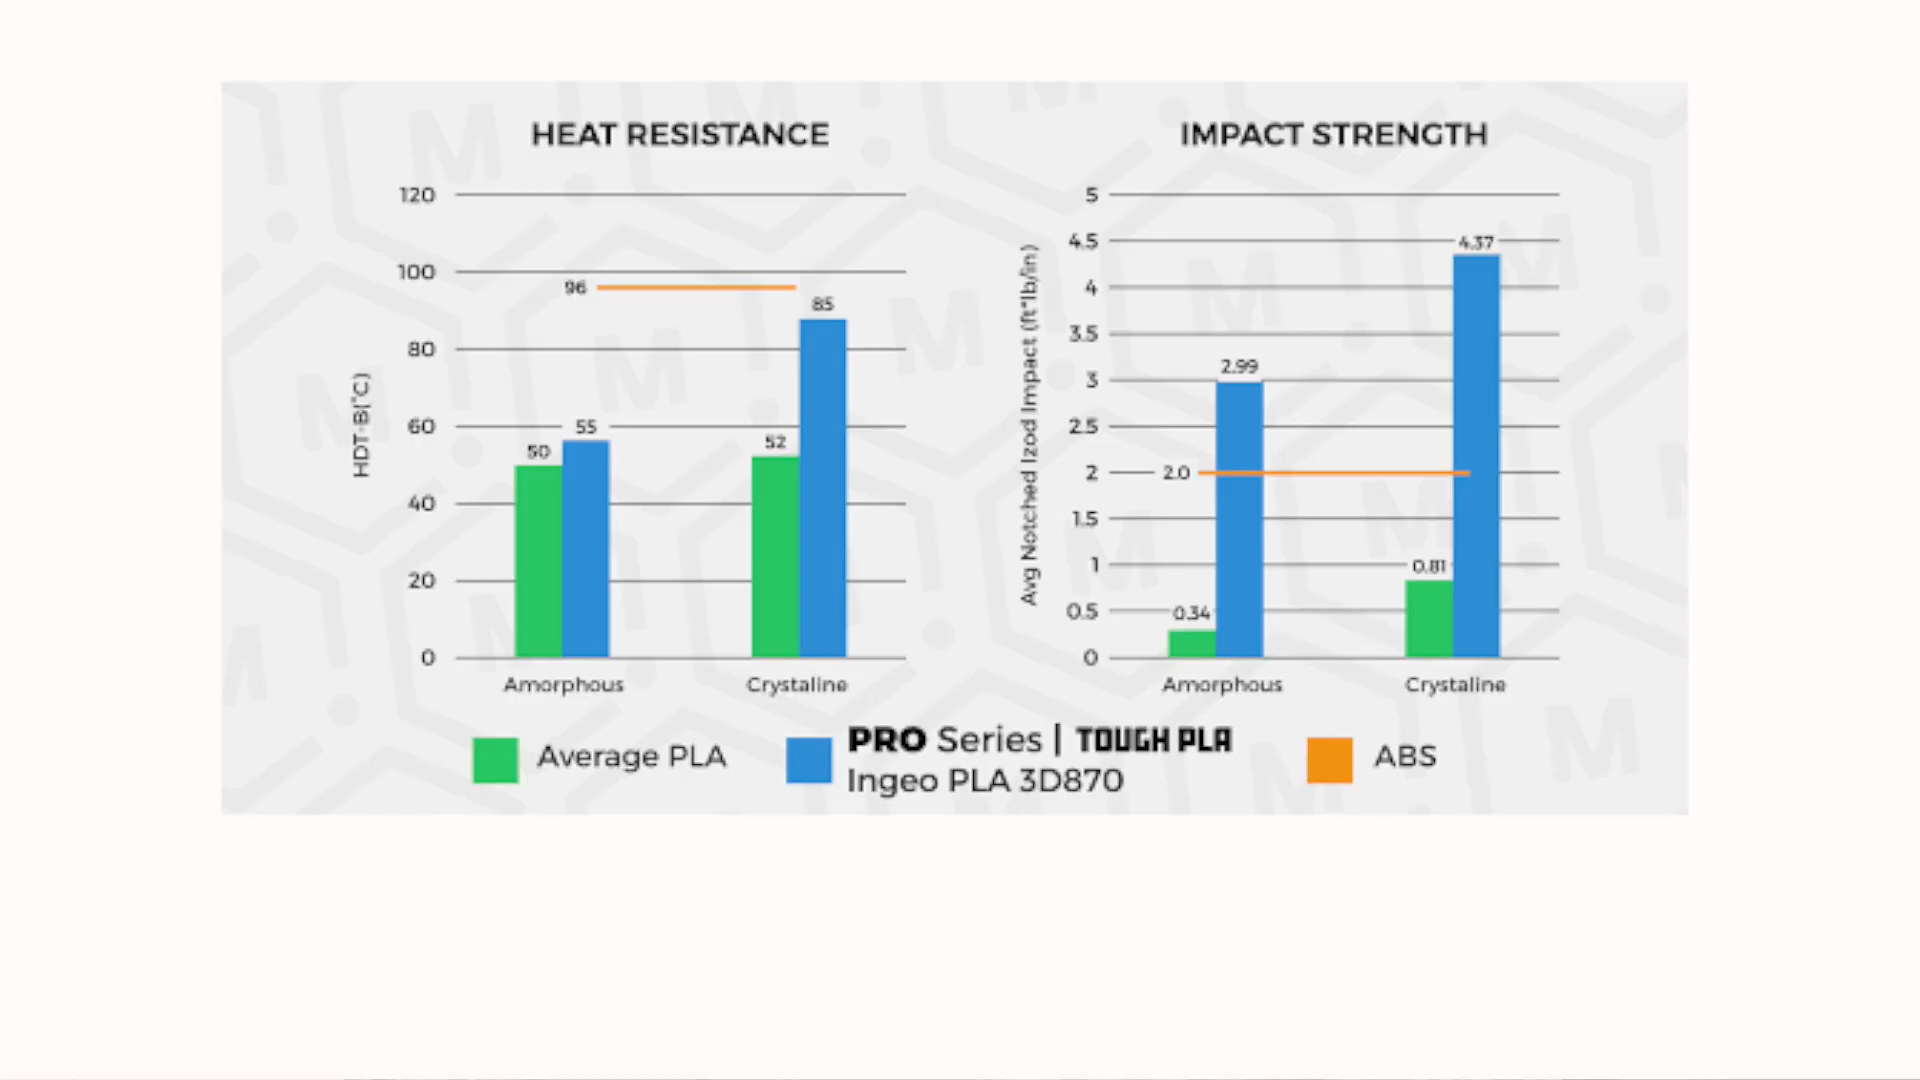 HEAT RESISTANCE
120
100
80
60
40
20
0
HDT-B(°C)
96
50
55
52
85
Amorphous
Crystaline
IMPACT STRENGTH
5
4.5
4
3.5
3
2.5
2
1.5
1
0.5
0
Avg Notched Izod Impact (ft*lb/in)
2.0
0.34
2.99
0.81
4.37
Amorphous
Crystaline
Average PLA
PRO Series | TOUGH PLA
Ingeo PLA 3D870
ABS